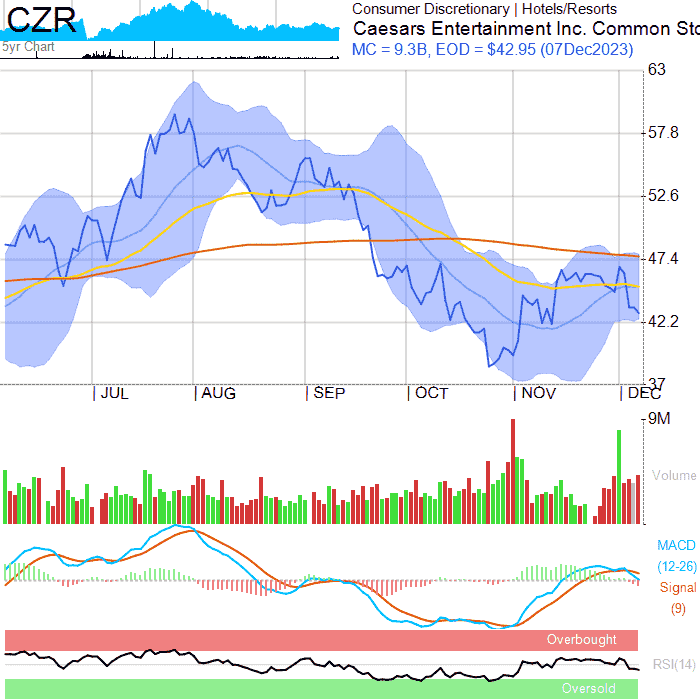 CZR
5yr Chart
Consumer Discretionary | Hotels/Resorts
Caesars Entertainment Inc. Common Sto
MC = 9.3B, EOD = $42.95 (07Dec2023)
63
57.8
52.6
47.4
42.2
37
JUL AUG SEP OCT NOV DEC
9M
Volume
MACD
(12-26)
Signal
(9)
Overbought
RSI(14)
Oversold